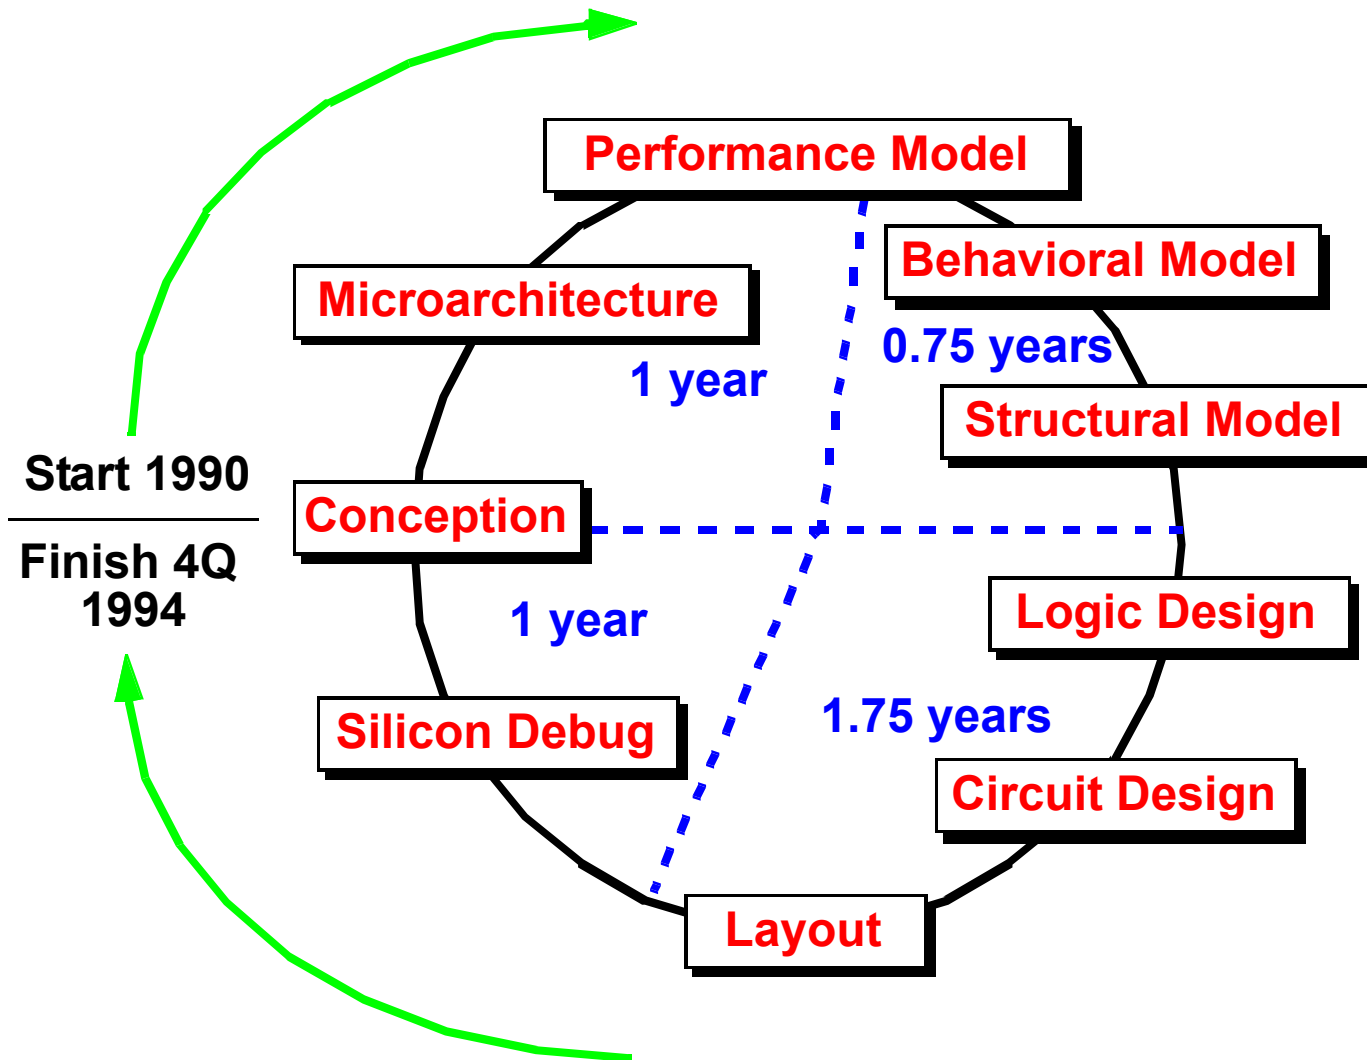 Performance Model
Behavioral Model
Microarchitecture
0.75 years
1 year
Structural Model
Start 1990
Conception
Finish 4Q
1994
Logic Design
1 year
Silicon Debug
1.75 years
Circuit Design
Layout